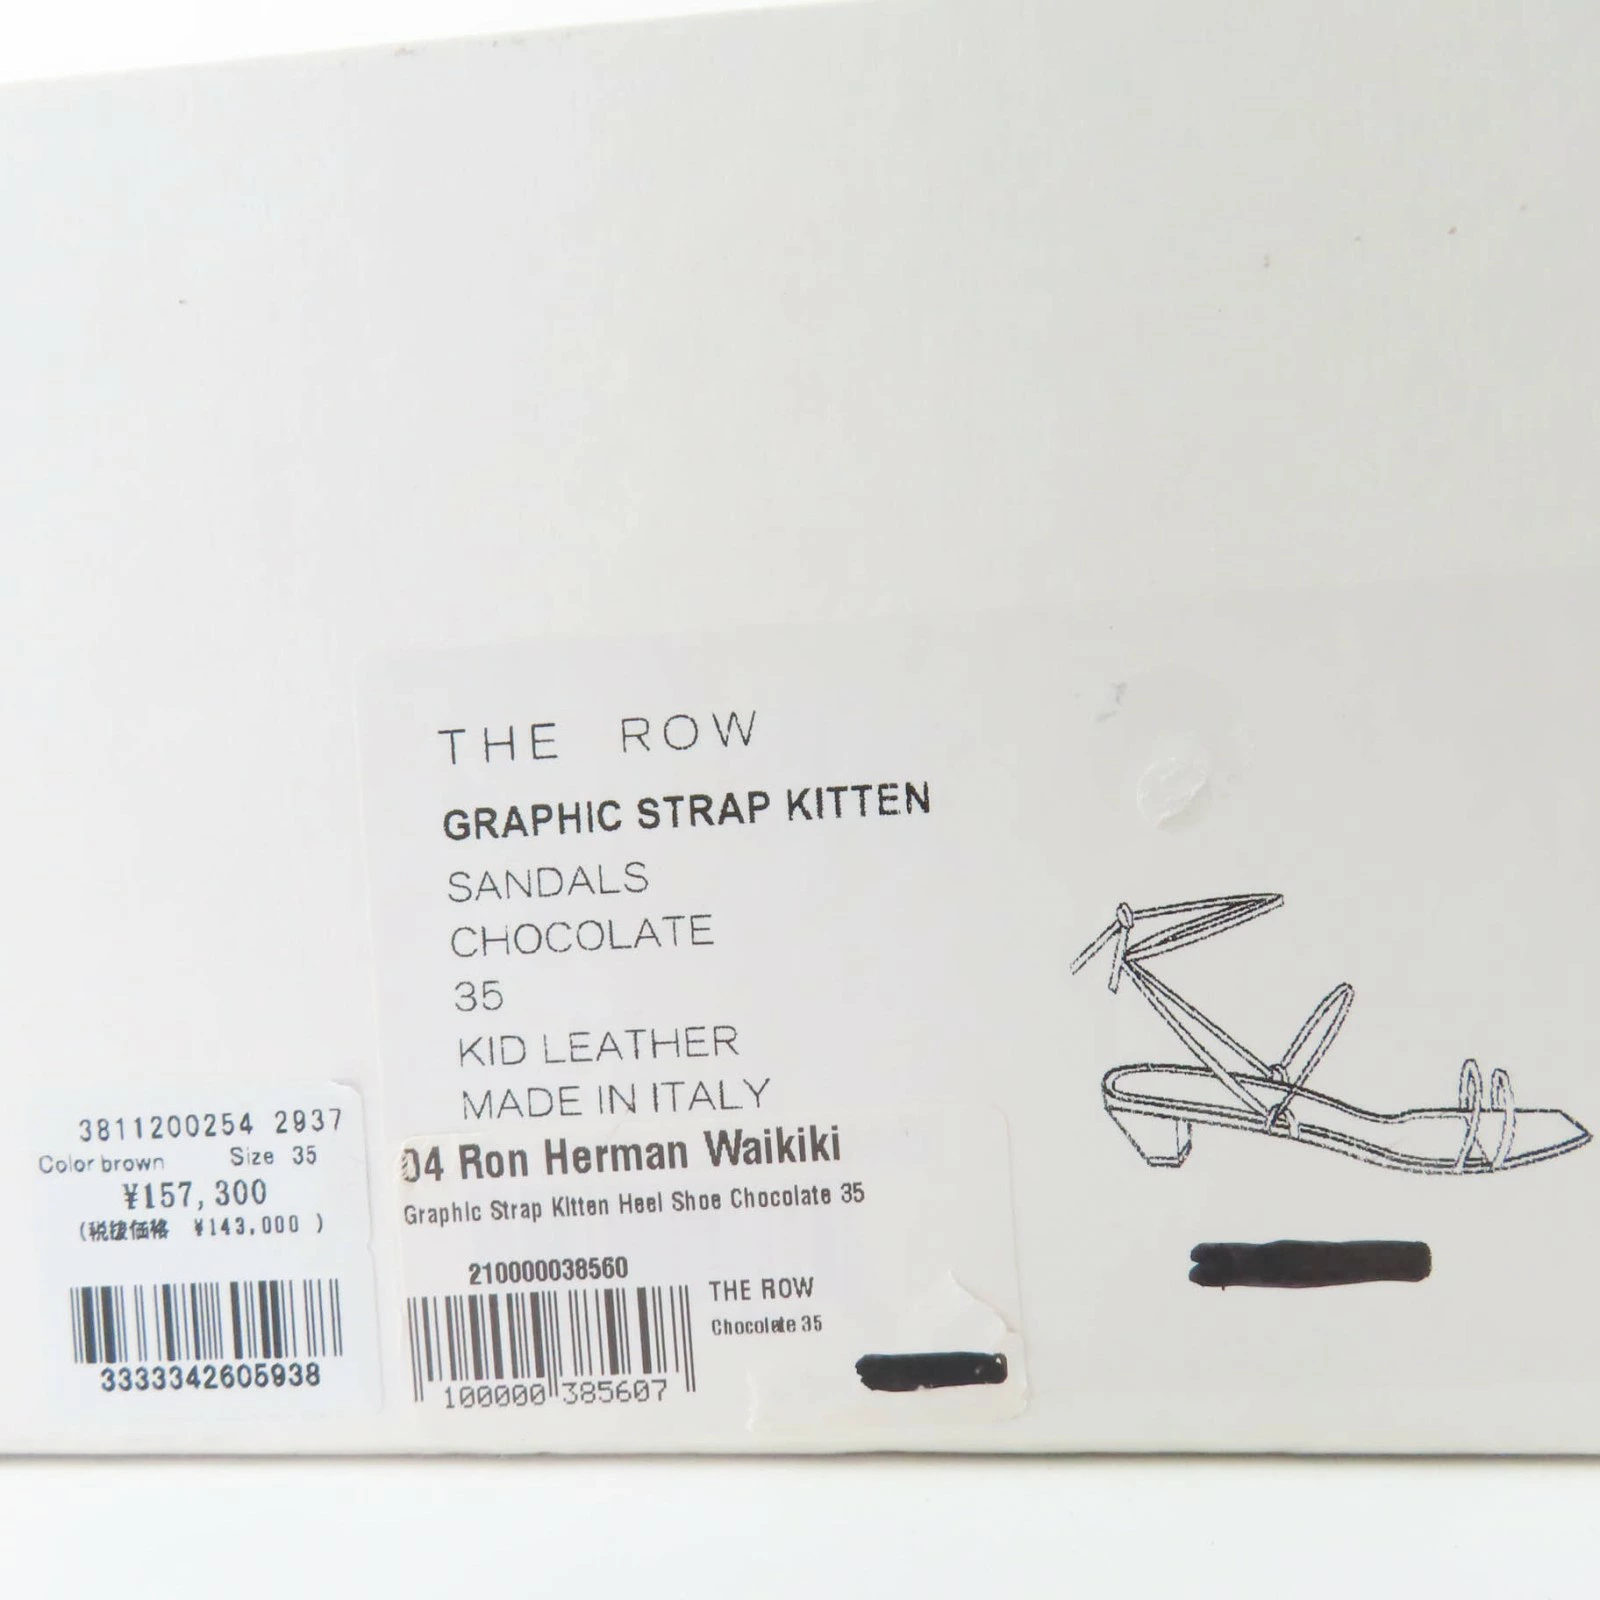 THE ROW
GRAPHIC STRAP KITTEN
SANDALS
CHOCOLATE
35
KID LEATHER
MADE IN ITALY
3811200254 2937
Color brown Size 35
¥157,300
(税抜価格 ¥143,000 )
3333342605938
04 Ron Herman Waikiki
Graphic Strap Kitten Heel Shoe Chocolate 35
210000038560
THE ROW
Chocolate 35
100000 385607